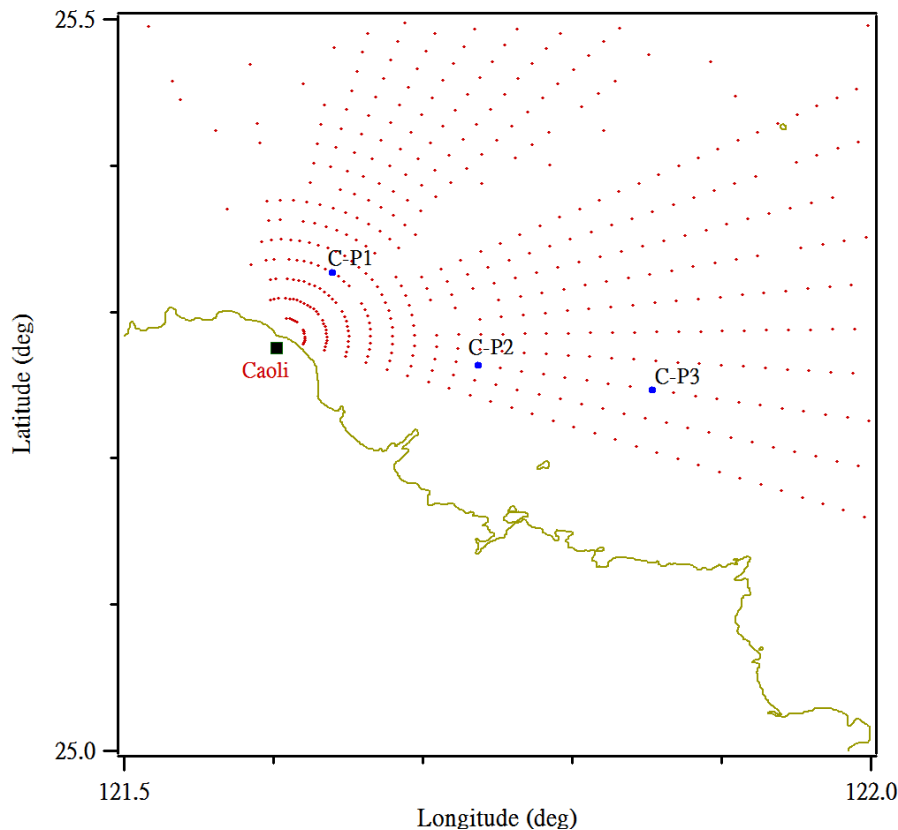 25.5
C-P1
Latitude (deg)
C-P2
Caoli
C-P3
25.0
121.5
122.0
Longitude (deg)